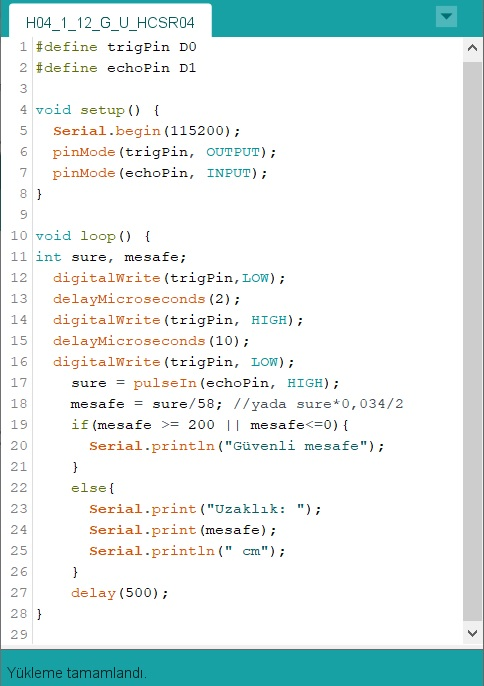 H04_1_12_G_U_HCSR04
1 #define trigPin D0
2 #define echoPin D1
3
4 void setup() {
5   Serial.begin(115200);
6   pinMode(trigPin, OUTPUT);
7   pinMode(echoPin, INPUT);
8 }
9
10 void loop() {
11 int sure, mesafe;
12   digitalWrite(trigPin,LOW);
13   delayMicroseconds(2);
14   digitalWrite(trigPin, HIGH);
15   delayMicroseconds(10);
16   digitalWrite(trigPin, LOW);
17     sure = pulseIn(echoPin, HIGH);
18     mesafe = sure/58; //yada sure*0,034/2
19     if(mesafe >= 200 || mesafe<=0){
20       Serial.println("Güvenli mesafe");
21     }
22     else{
23       Serial.print("Uzaklık: ");
24       Serial.print(mesafe);
25       Serial.println(" cm");
26     }
27     delay(500);
28 }
29
Yükleme tamamlandı.